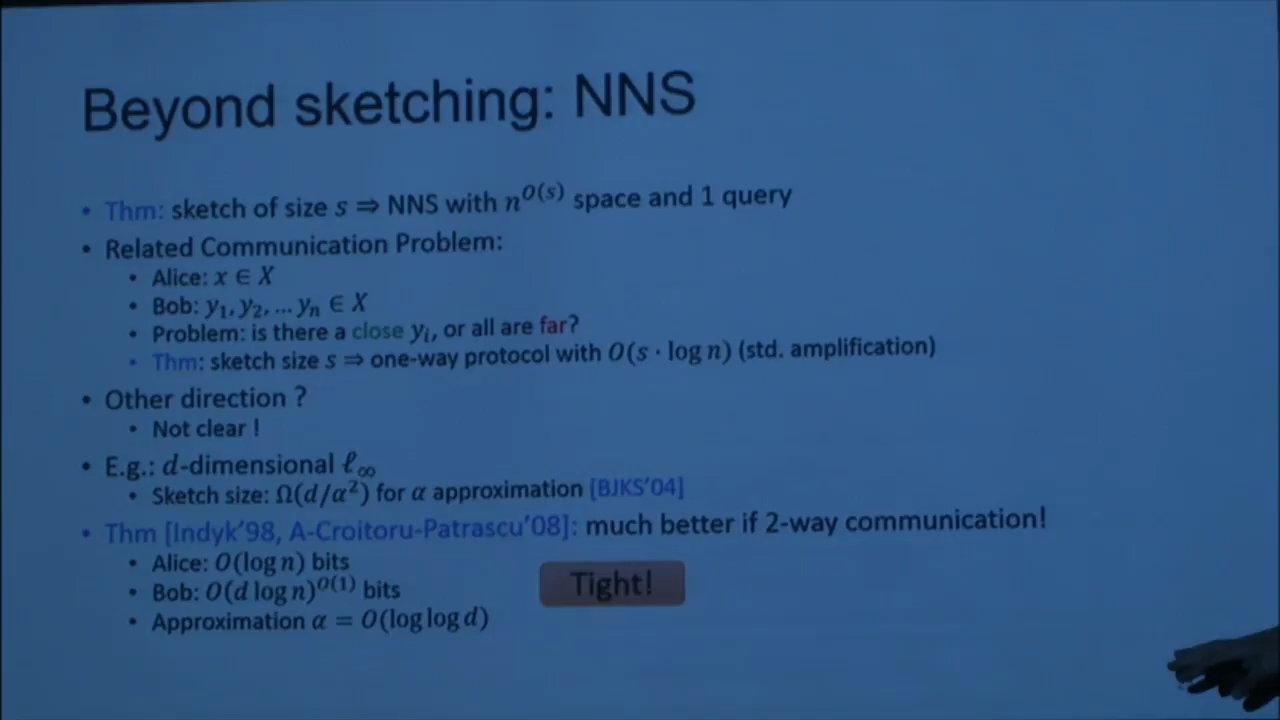 Beyond sketching: NNS
• Thm: sketch of size s ⇒ NNS with n^{O(s)} space and 1 query
• Related Communication Problem:
• Alice: x ∈ X
• Bob: y₁, y₂, … yₙ ∈ X
• Problem: is there a close yᵢ, or all are far?
• Thm: sketch size s ⇒ one-way protocol with O(s · log n) (std. amplification)
• Other direction ?
• Not clear !
• E.g.: d-dimensional ℓ∞
• Sketch size: Ω(d/α²) for α approximation [BJKS'04]
• Thm [Indyk'98, A-Croitoru-Patrascu'08]: much better if 2-way communication!
• Alice: O(log n) bits
• Bob: O(d log n)^{O(1)} bits
• Approximation α = O(log log d)
Tight!